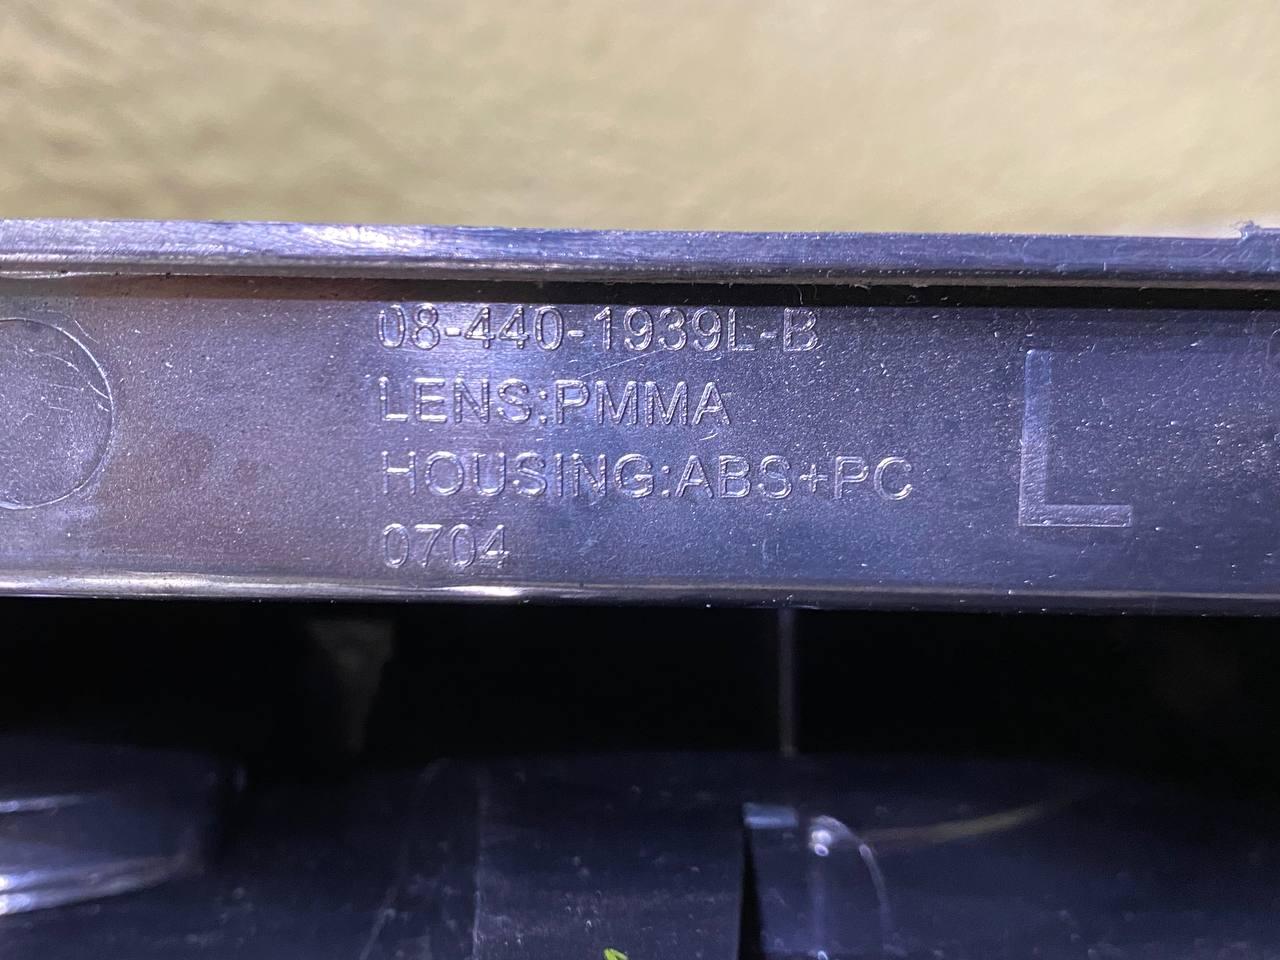 08-440-1939L-B
LENS:PMMA
HOUSING:ABS+PC
0704
L